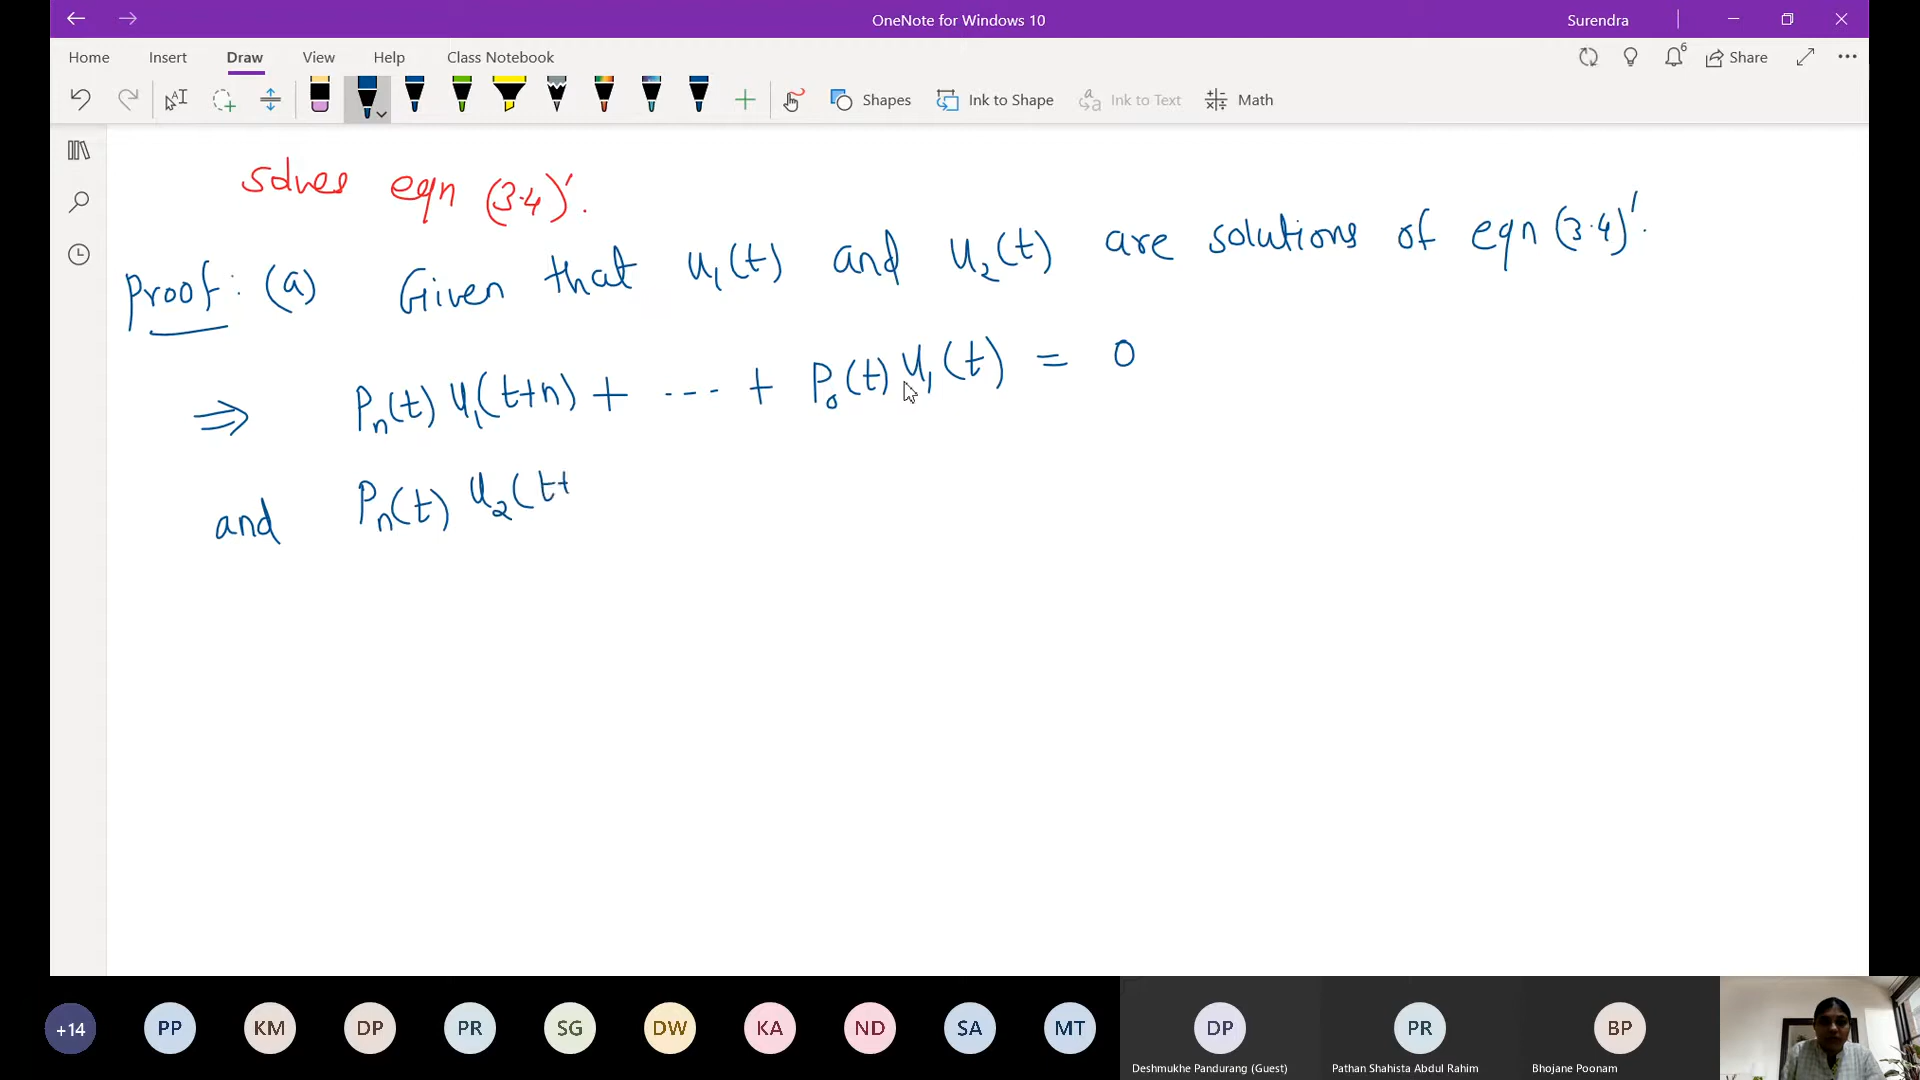 OneNote for Windows 10
Surendra
Home Insert Draw View Help Class Notebook
6
Share
Shapes Ink to Shape Ink to Text Math
solves eqn (3.4)'.
Proof: (a) Given that u₁(t) and u₂(t) are solutions of eqn (3.4)'.
⇒ Pₙ(t) u₁(t+n) + --- + P₀(t) u₁(t) = 0
and Pₙ(t) u₂(t+
+14 PP KM DP PR SG DW KA ND SA MT DP PR BP
Deshmukhe Pandurang (Guest) Pathan Shahista Abdul Rahim Bhojane Poonam